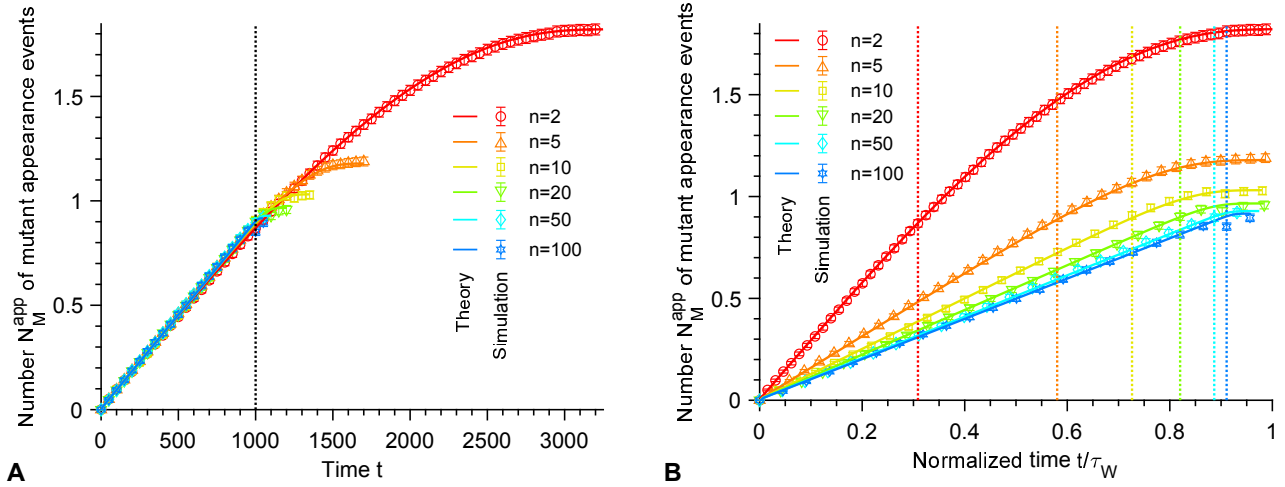 Number N_M^app of mutant appearance events
1.5
1
0.5
0
0
500
1000
1500
2000
2500
3000
Time t
n=2
n=5
n=10
n=20
n=50
n=100
Theory
Simulation
A
Number N_M^app of mutant appearance events
1.5
1
0.5
0
0
0.2
0.4
0.6
0.8
1
Normalized time t/τ_W
n=2
n=5
n=10
n=20
n=50
n=100
Theory
Simulation
B